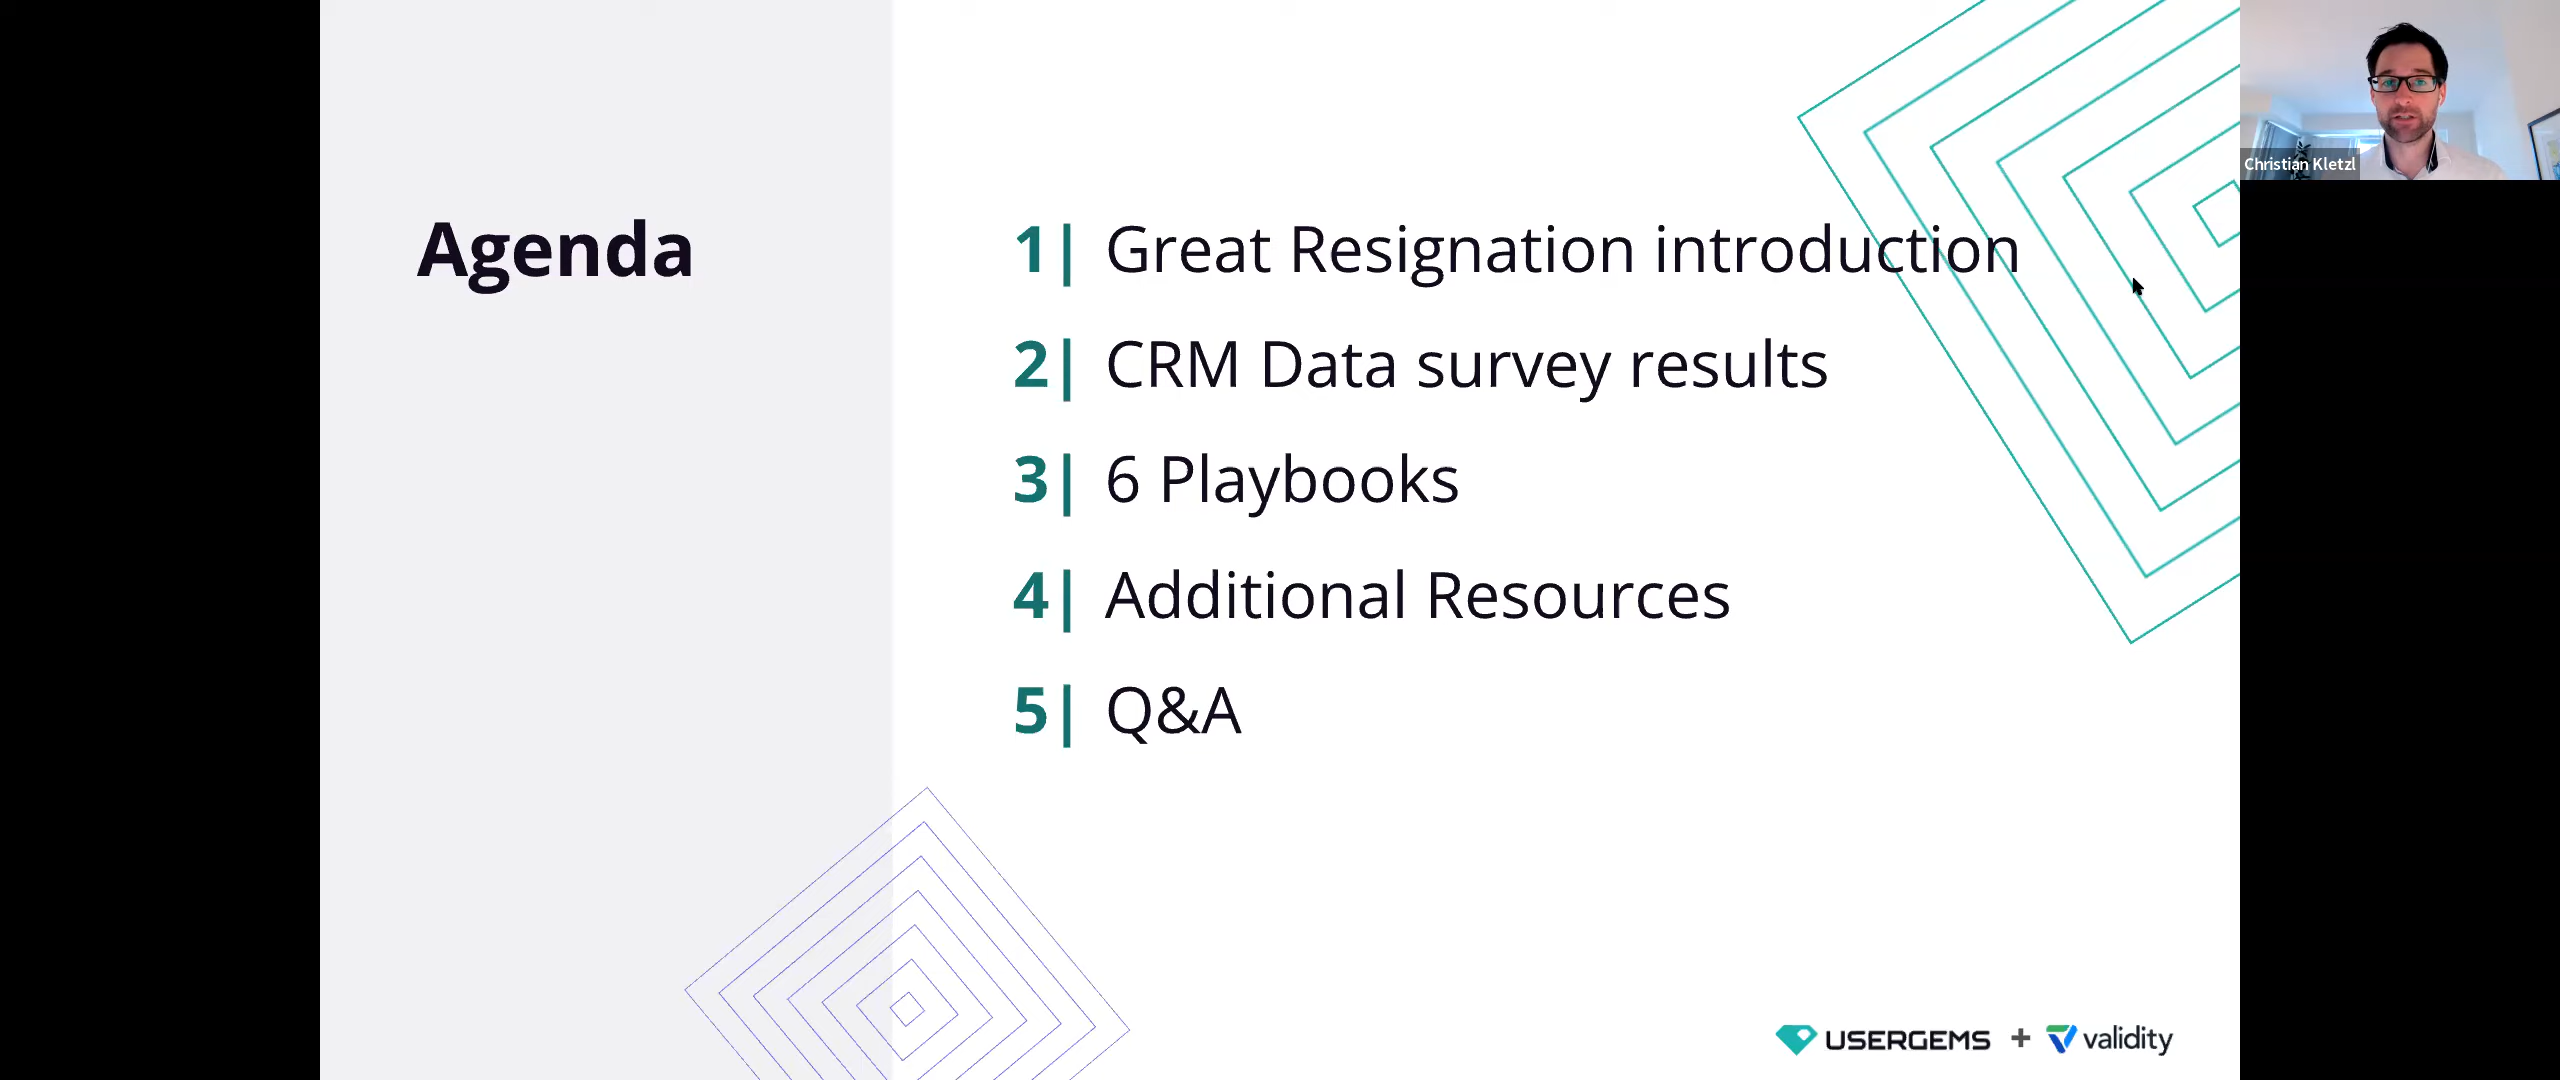 Agenda
1| Great Resignation introduction
2| CRM Data survey results
3| 6 Playbooks
4| Additional Resources
5| Q&A
Christian Kletzl
USERGEMS + validity